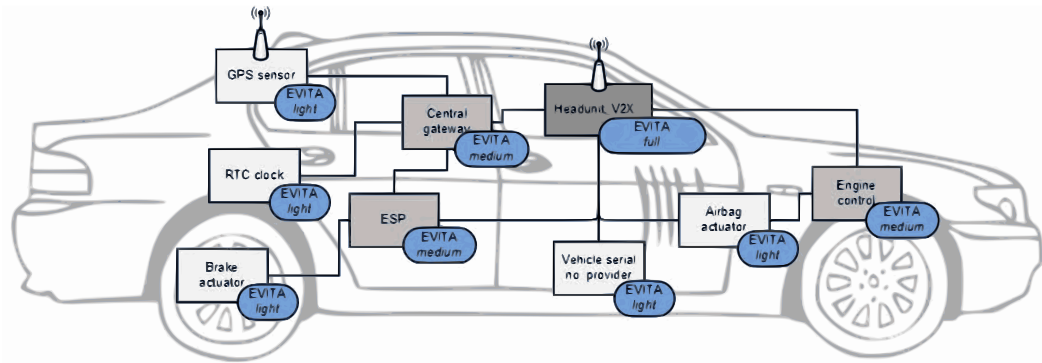 GPS sensor
EVITA
light
Central
gateway
EVITA
medium
Headunit, V2X
EVITA
full
RTC clock
EVITA
light
ESP
EVITA
medium
Airbag
actuator
EVITA
light
Engine
control
EVITA
medium
Brake
actuator
EVITA
light
Vehicle serial
no provider
EVITA
light